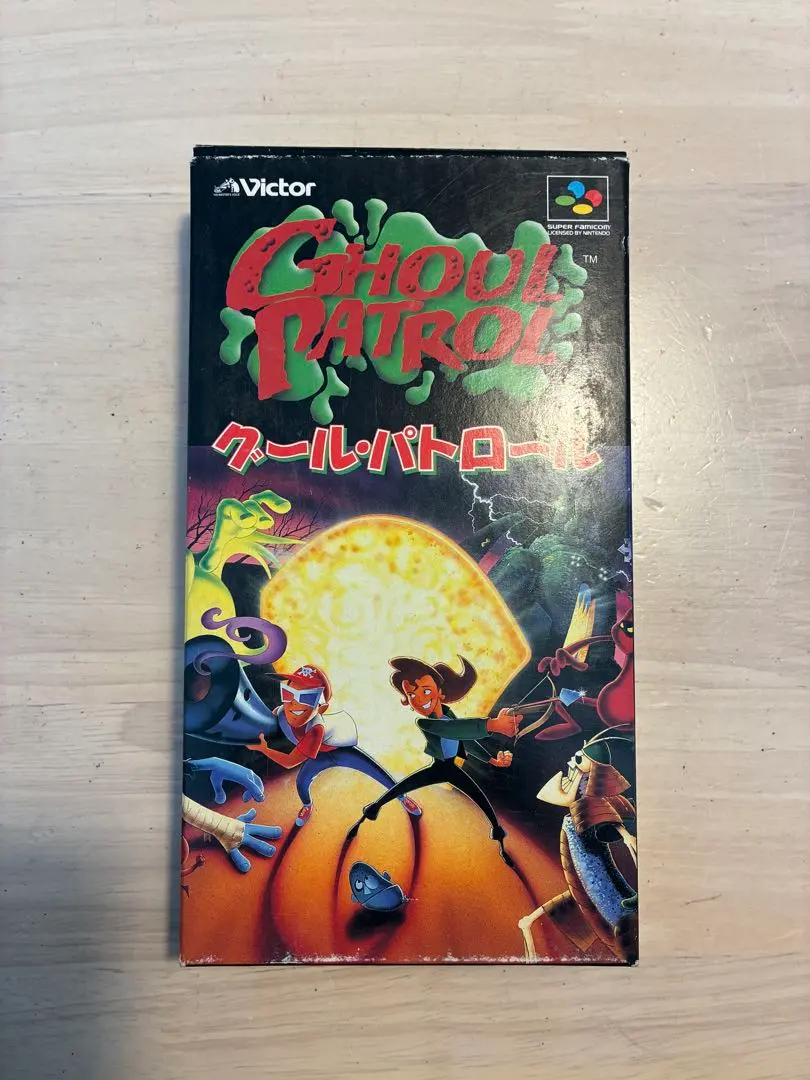 Victor
SUPER FAMICOM
LICENSED BY NINTENDO
GHOUL
PATROL
TM
グール・パトロール